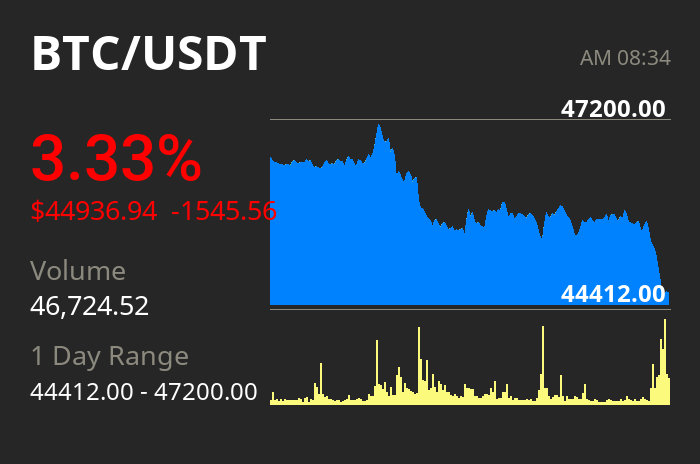 BTC/USDT
AM 08:34
47200.00
3.33%
$44936.94 -1545.56
Volume
46,724.52
44412.00
1 Day Range
44412.00 - 47200.00